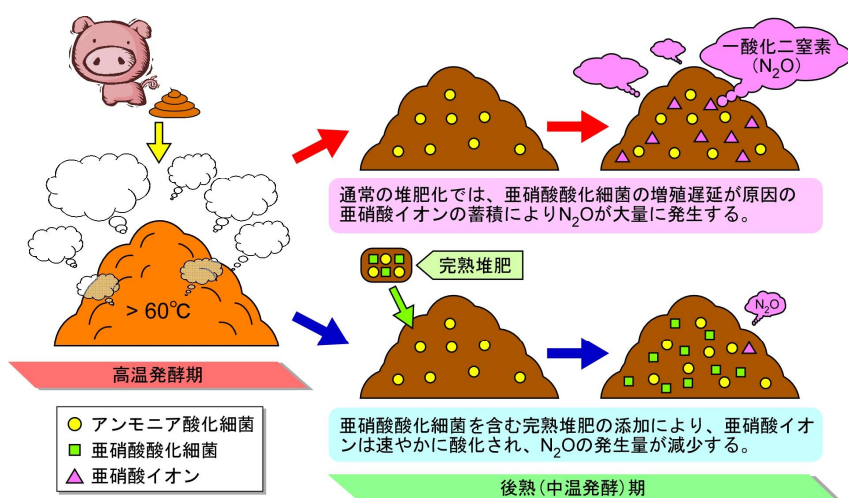 一酸化二窒素
(N₂O)
通常の堆肥化では、亜硝酸酸化細菌の増殖遅延が原因の
亜硝酸イオンの蓄積によりN₂Oが大量に発生する。
完熟堆肥
> 60℃
N₂O
高温発酵期
アンモニア酸化細菌
亜硝酸酸化細菌
亜硝酸イオン
亜硝酸酸化細菌を含む完熟堆肥の添加により、亜硝酸イオ
ンは速やかに酸化され、N₂Oの発生量が減少する。
後熟(中温発酵)期